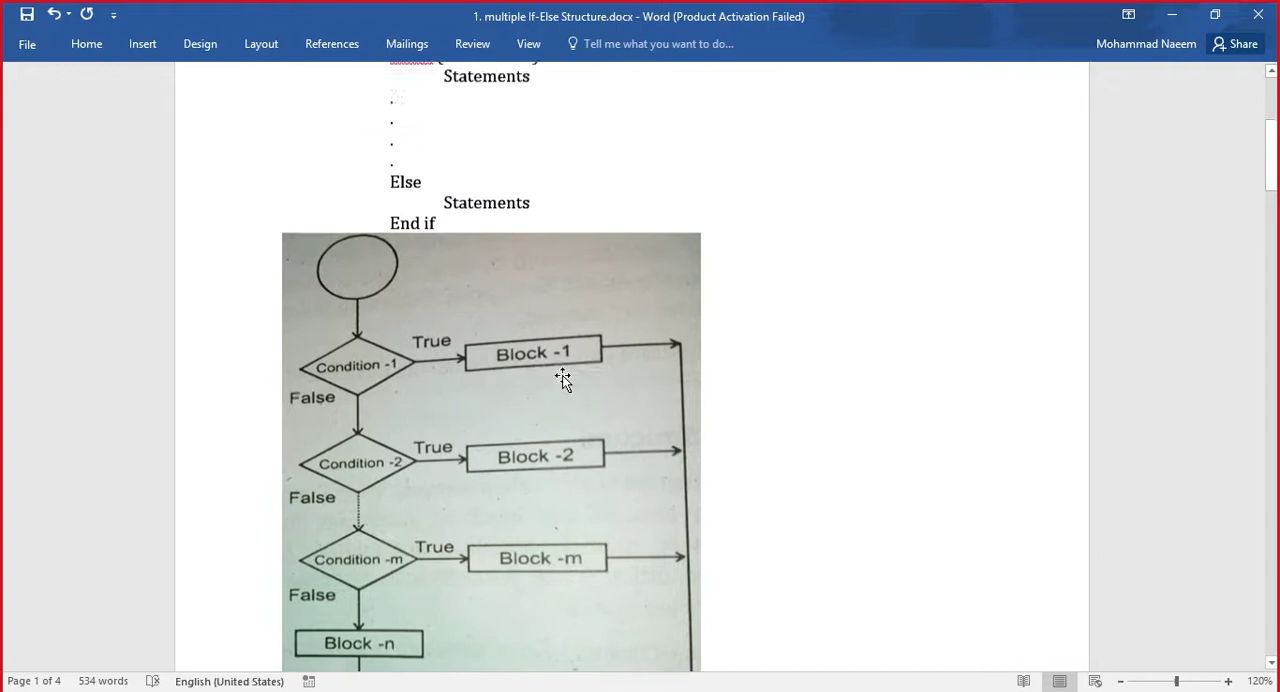 1. multiple If-Else Structure.docx - Word (Product Activation Failed)
File Home Insert Design Layout References Mailings Review View Tell me what you want to do... Mohammad Naeem Share
Statements
.
.
.
.
Else
Statements
End if
True
Condition -1
Block -1
False
True
Condition -2
Block -2
False
True
Condition -m
Block -m
False
Block -n
Page 1 of 4 534 words English (United States) 120%